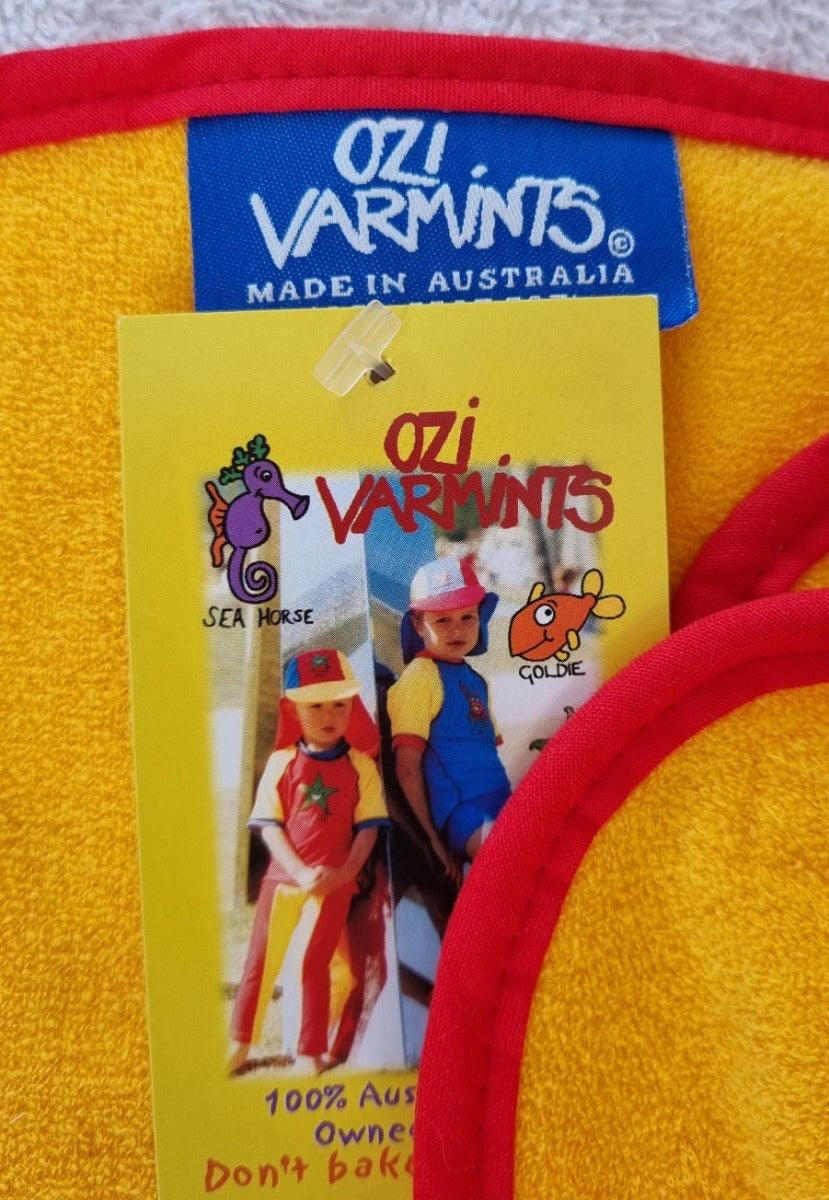 OZI
VARMINTS ©
MADE IN AUSTRALIA
OZI
VARMINTS
SEA HORSE
GOLDIE
100% Aus
Owne
Don't bak